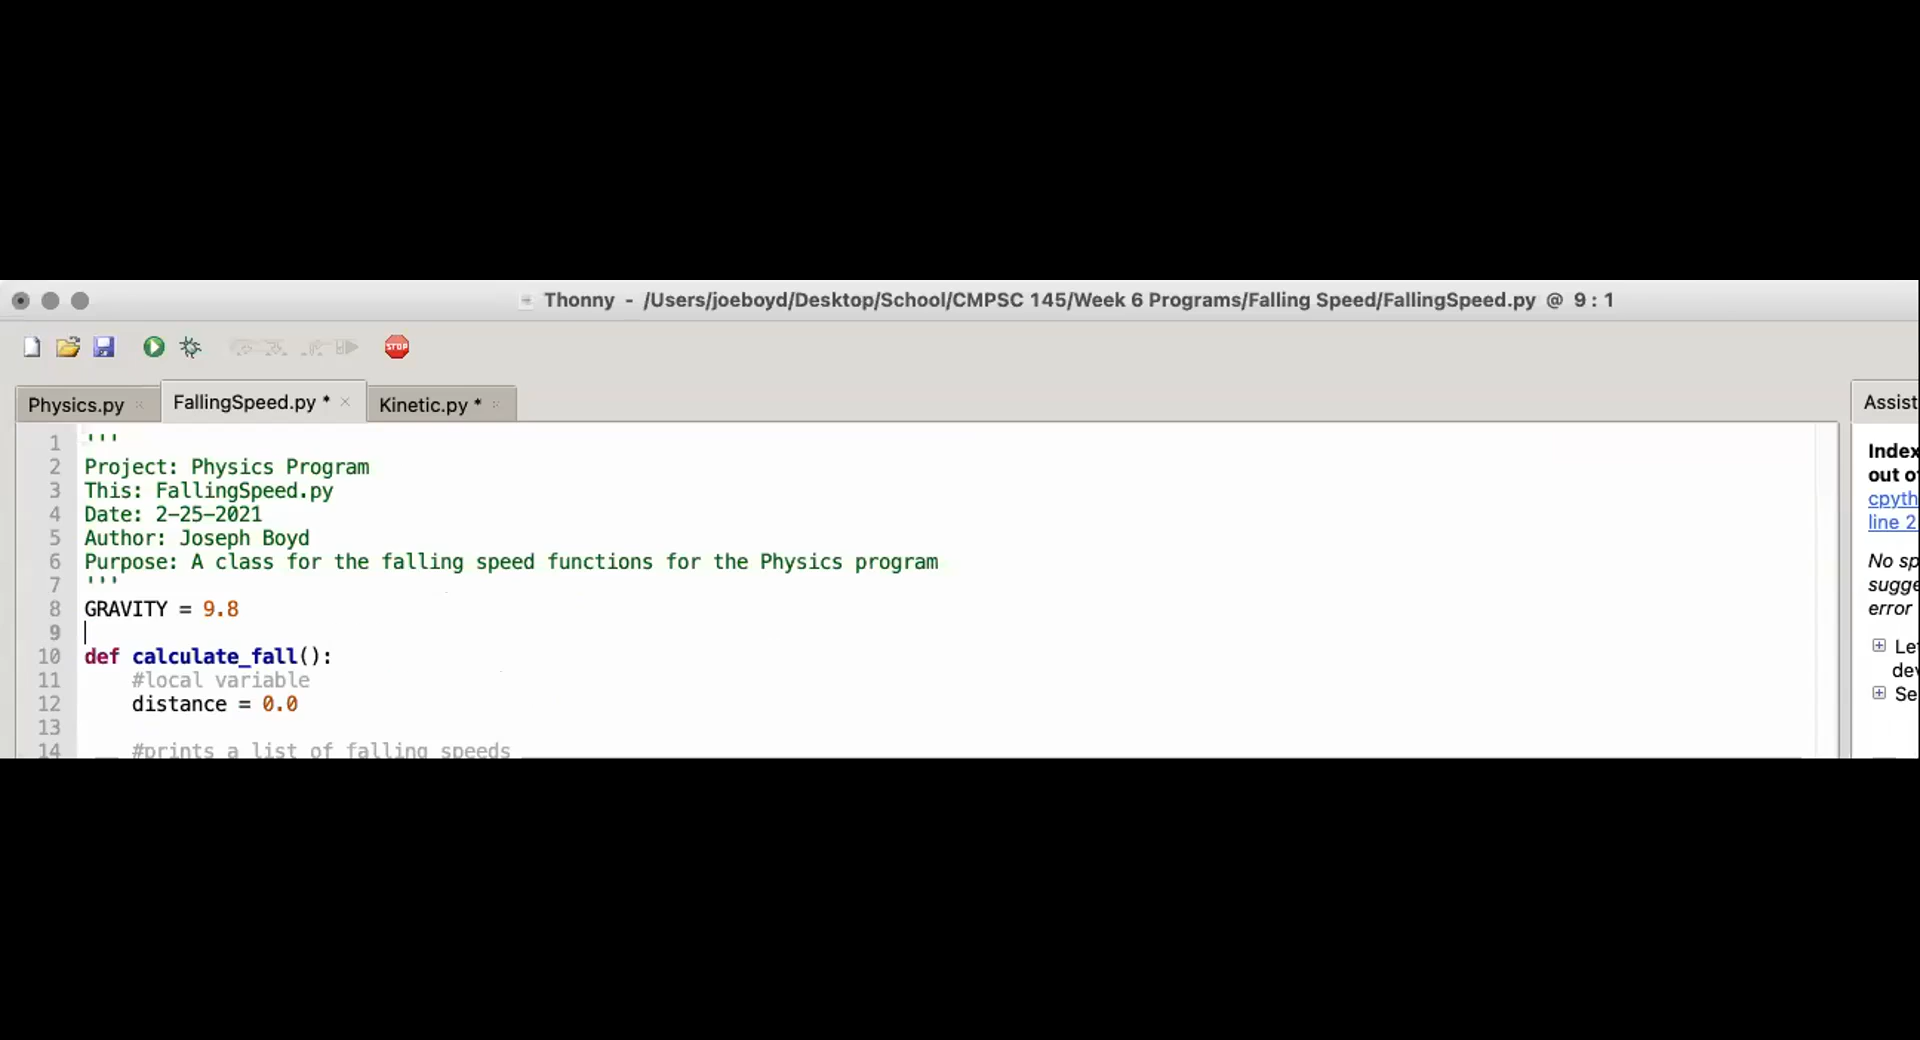 Thonny - /Users/joeboyd/Desktop/School/CMPSC 145/Week 6 Programs/Falling Speed/FallingSpeed.py @ 9 : 1
STOP
Physics.py FallingSpeed.py * Kinetic.py *
Assist
1 '''
2 Project: Physics Program
3 This: FallingSpeed.py
4 Date: 2-25-2021
5 Author: Joseph Boyd
6 Purpose: A class for the falling speed functions for the Physics program
7 '''
8 GRAVITY = 9.8
9
10 def calculate_fall():
11 #local variable
12 distance = 0.0
13
14 #prints a list of falling speeds
Index
out of
cpyth
line 2
No sp
sugge
error
Le
dev
Se